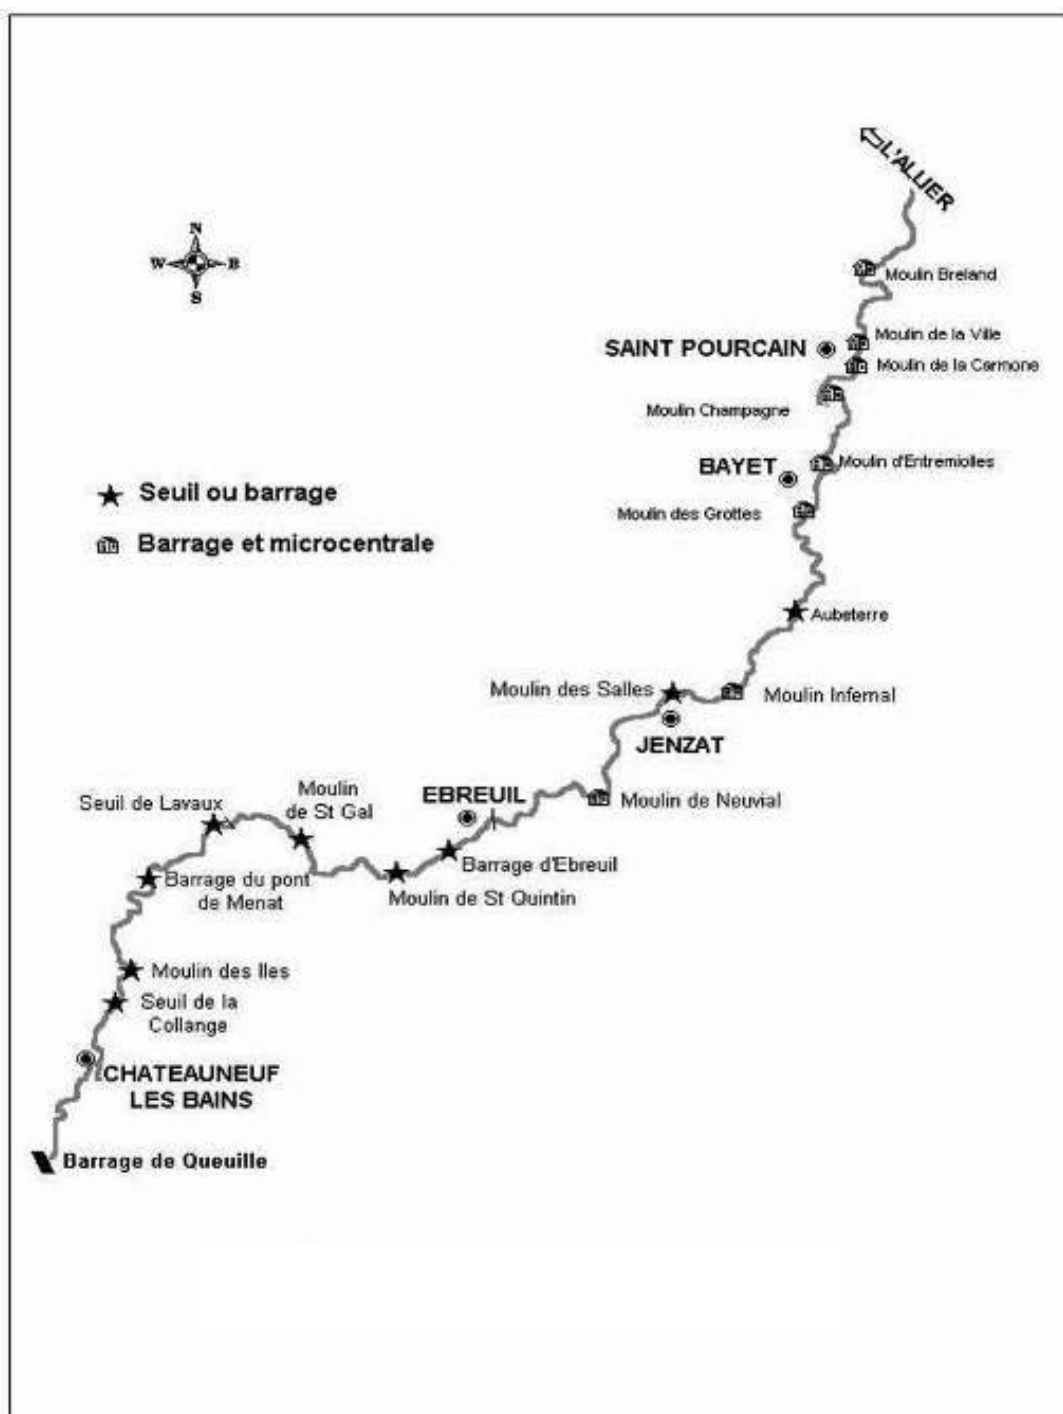 L'ALLIER
N
W B
S
Moulin Breland
Moulin de la Ville
SAINT POURCAIN
Moulin de la Carmone
Moulin Champagne
BAYET
Moulin d'Entremiolles
Seuil ou barrage
Moulin des Grottes
Barrage et microcentrale
Aubeterre
Moulin des Salles
Moulin Infernal
JENZAT
Moulin
de St Gal
EBREUIL
Moulin de Neuvial
Seuil de Lavaux
Barrage d'Ebreuil
Barrage du pont
de Menat
Moulin de St Quintin
Moulin des Iles
Seuil de la
Collange
CHATEAUNEUF
LES BAINS
Barrage de Queuille